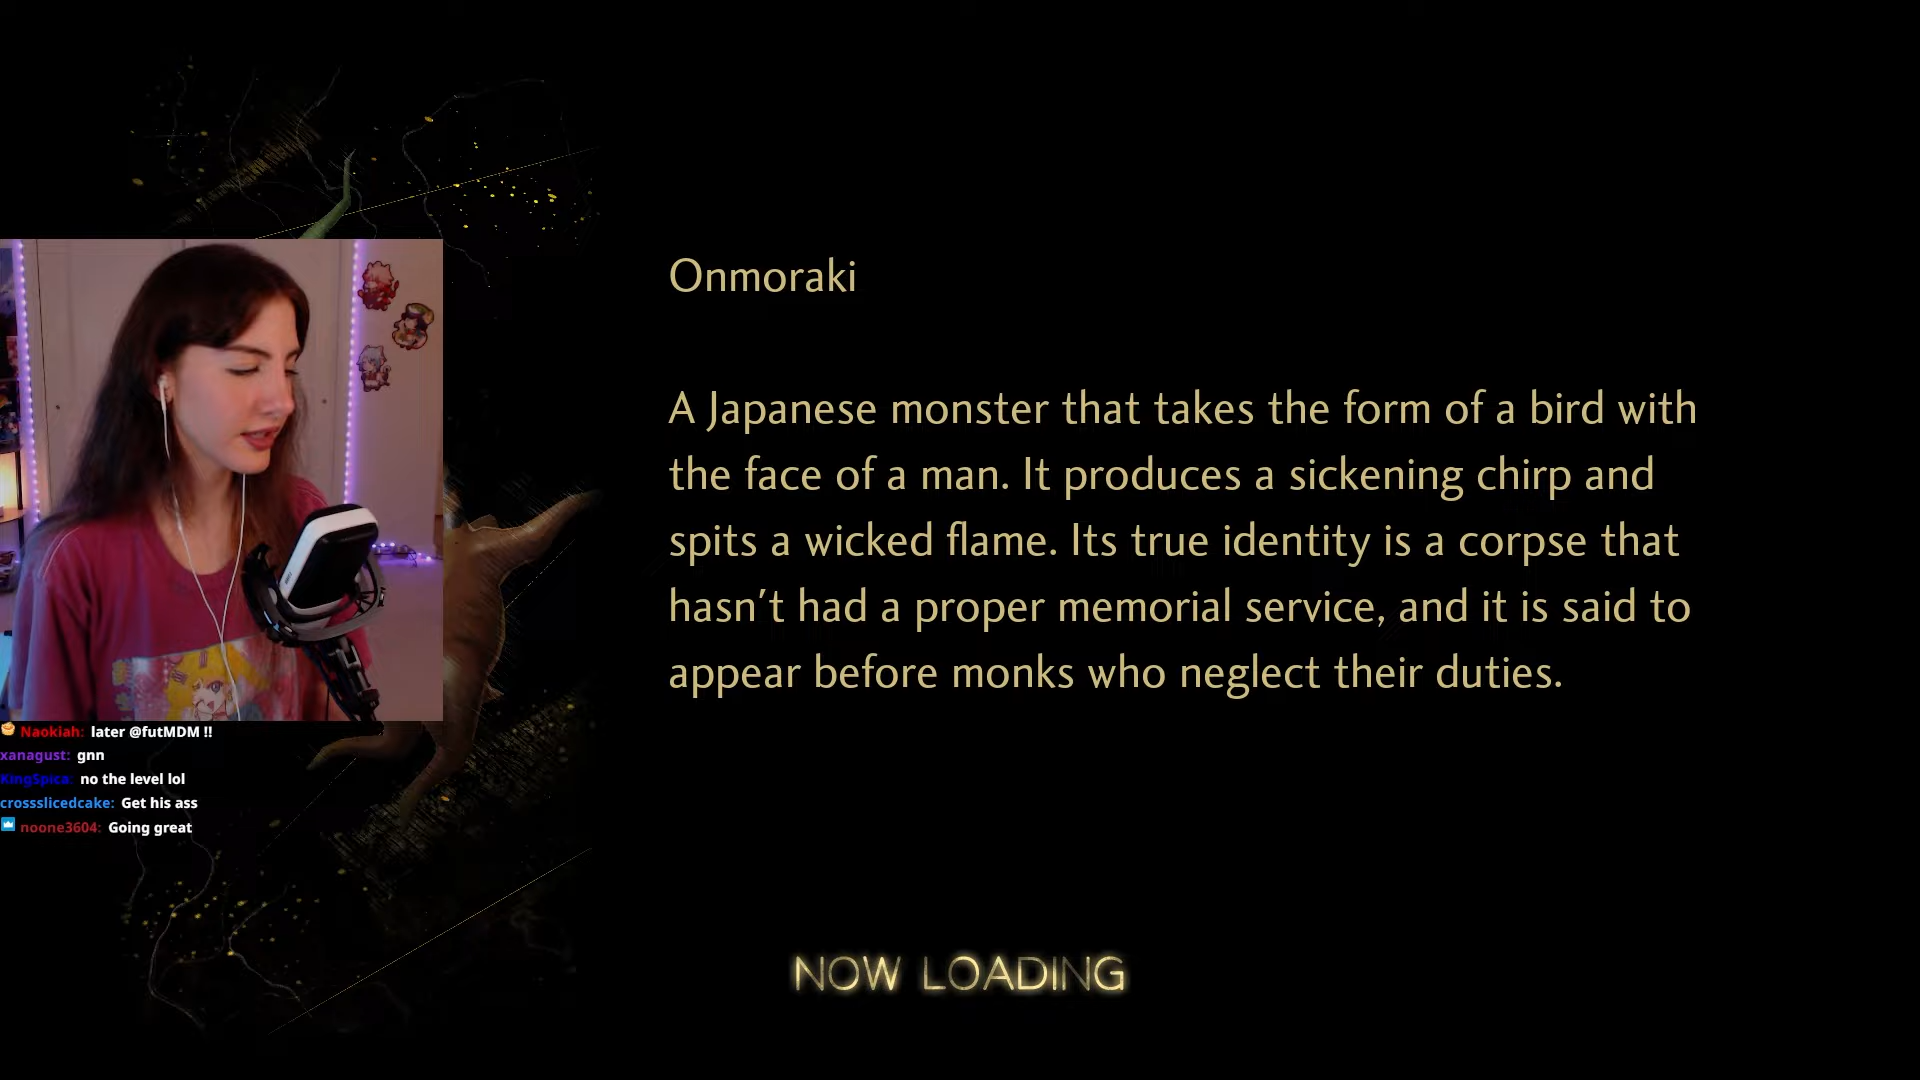 Onmoraki
A Japanese monster that takes the form of a bird with
the face of a man. It produces a sickening chirp and
spits a wicked flame. Its true identity is a corpse that
hasn't had a proper memorial service, and it is said to
appear before monks who neglect their duties.
Naokiah: later @futMDM !!
xanagust: gnn
KingSpica: no the level lol
crossslicedcake: Get his ass
noone3604: Going great
NOW LOADING